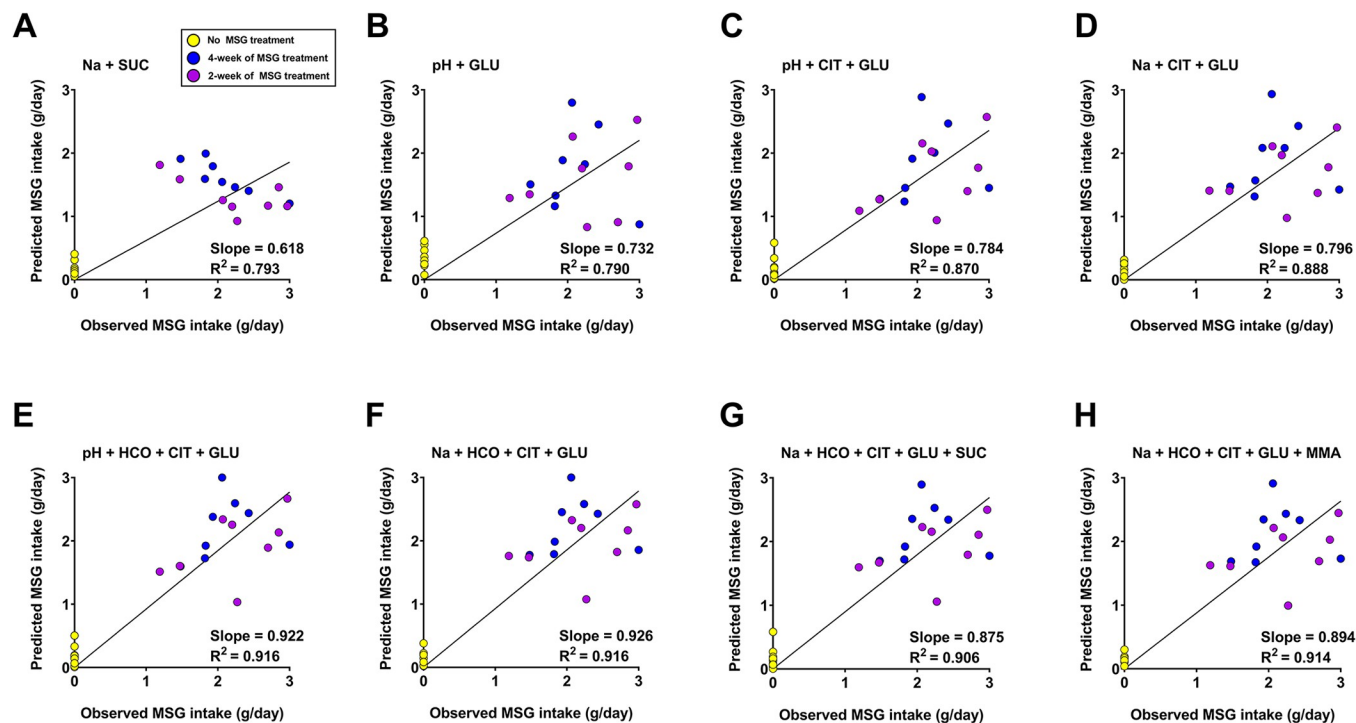 A
Na + SUC
No MSG treatment
4-week of MSG treatment
2-week of MSG treatment
Predicted MSG intake (g/day)
3
2
1
0
Slope = 0.618
R² = 0.793
0 1 2 3
Observed MSG intake (g/day)
B
pH + GLU
Predicted MSG intake (g/day)
3
2
1
0
Slope = 0.732
R² = 0.790
0 1 2 3
Observed MSG intake (g/day)
C
pH + CIT + GLU
Predicted MSG intake (g/day)
3
2
1
0
Slope = 0.784
R² = 0.870
0 1 2 3
Observed MSG intake (g/day)
D
Na + CIT + GLU
Predicted MSG intake (g/day)
3
2
1
0
Slope = 0.796
R² = 0.888
0 1 2 3
Observed MSG intake (g/day)
E
pH + HCO + CIT + GLU
Predicted MSG intake (g/day)
3
2
1
0
Slope = 0.922
R² = 0.916
0 1 2 3
Observed MSG intake (g/day)
F
Na + HCO + CIT + GLU
Predicted MSG intake (g/day)
3
2
1
0
Slope = 0.926
R² = 0.916
0 1 2 3
Observed MSG intake (g/day)
G
Na + HCO + CIT + GLU + SUC
Predicted MSG intake (g/day)
3
2
1
0
Slope = 0.875
R² = 0.906
0 1 2 3
Observed MSG intake (g/day)
H
Na + HCO + CIT + GLU + MMA
Predicted MSG intake (g/day)
3
2
1
0
Slope = 0.894
R² = 0.914
0 1 2 3
Observed MSG intake (g/day)